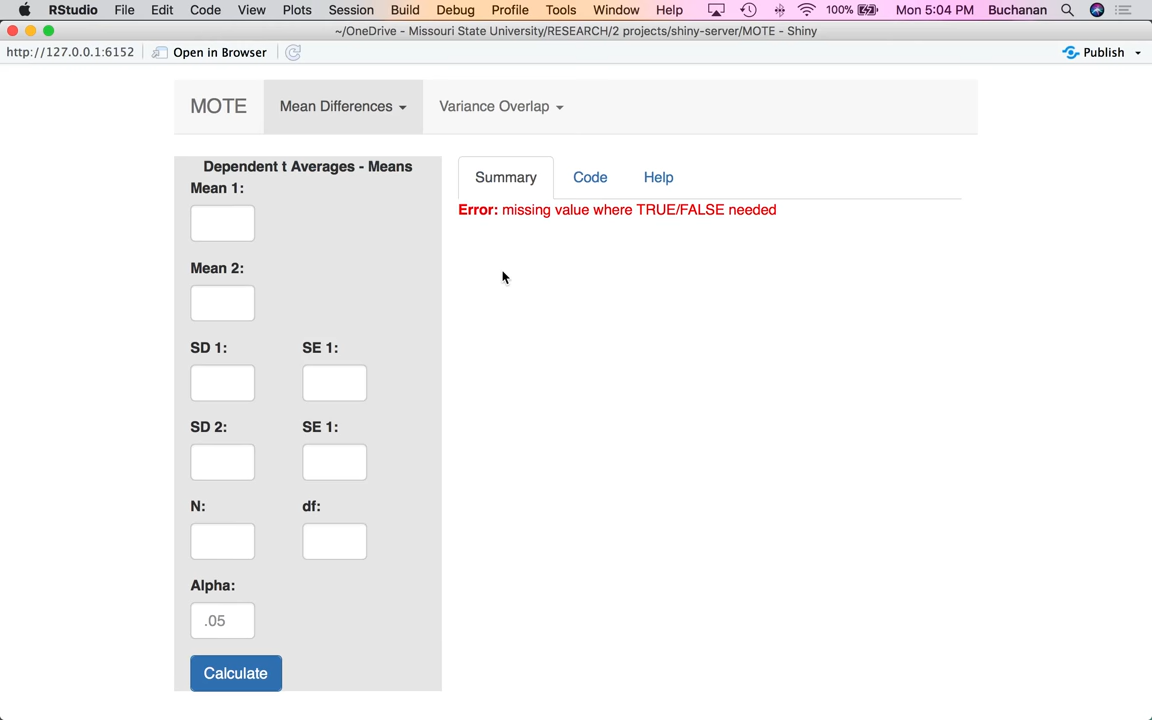 RStudio File Edit Code View Plots Session Build Debug Profile Tools Window Help 100% Mon 5:04 PM Buchanan
~/OneDrive - Missouri State University/RESEARCH/2 projects/shiny-server/MOTE - Shiny
http://127.0.0.1:6152 Open in Browser Publish
MOTE Mean Differences Variance Overlap
Dependent t Averages - Means
Summary Code Help
Error: missing value where TRUE/FALSE needed
Mean 1:
Mean 2:
SD 1: SE 1:
SD 2: SE 1:
N: df:
Alpha:
.05
Calculate